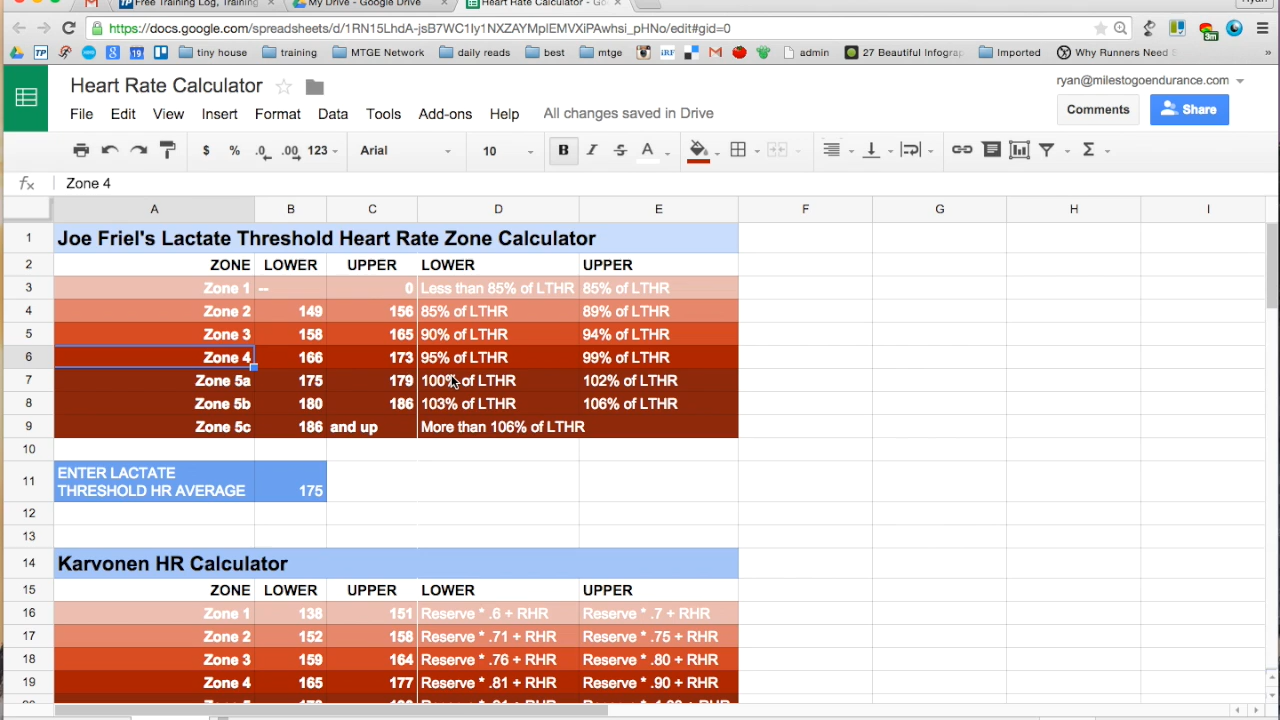 Free Training Log, Training
My Drive - Google Drive
Heart Rate Calculator - Go
Ryan
https://docs.google.com/spreadsheets/d/1RN15LhdA-jsB7WC1Iy1NXZAYMpIEMVXiPAwhsi_pHNo/edit#gid=0
3m
TP
19
tiny house
training
MTGE Network
daily reads
best
mtge
iRF
admin
27 Beautiful Infograp
Imported
Why Runners Need S
»
Heart Rate Calculator
ryan@milestogoendurance.com
File Edit View Insert Format Data Tools Add-ons Help All changes saved in Drive
Comments
Share
$ % .0 .00 123 Arial 10 B I S A Σ
fx Zone 4
A B C D E F G H I
1 Joe Friel's Lactate Threshold Heart Rate Zone Calculator
2 ZONE LOWER UPPER LOWER UPPER
3 Zone 1 -- 0 Less than 85% of LTHR 85% of LTHR
4 Zone 2 149 156 85% of LTHR 89% of LTHR
5 Zone 3 158 165 90% of LTHR 94% of LTHR
6 Zone 4 166 173 95% of LTHR 99% of LTHR
7 Zone 5a 175 179 100% of LTHR 102% of LTHR
8 Zone 5b 180 186 103% of LTHR 106% of LTHR
9 Zone 5c 186 and up More than 106% of LTHR
10
ENTER LACTATE
11 THRESHOLD HR AVERAGE 175
12
13
14 Karvonen HR Calculator
15 ZONE LOWER UPPER LOWER UPPER
16 Zone 1 138 151 Reserve * .6 + RHR Reserve * .7 + RHR
17 Zone 2 152 158 Reserve * .71 + RHR Reserve * .75 + RHR
18 Zone 3 159 164 Reserve * .76 + RHR Reserve * .80 + RHR
19 Zone 4 165 177 Reserve * .81 + RHR Reserve * .90 + RHR